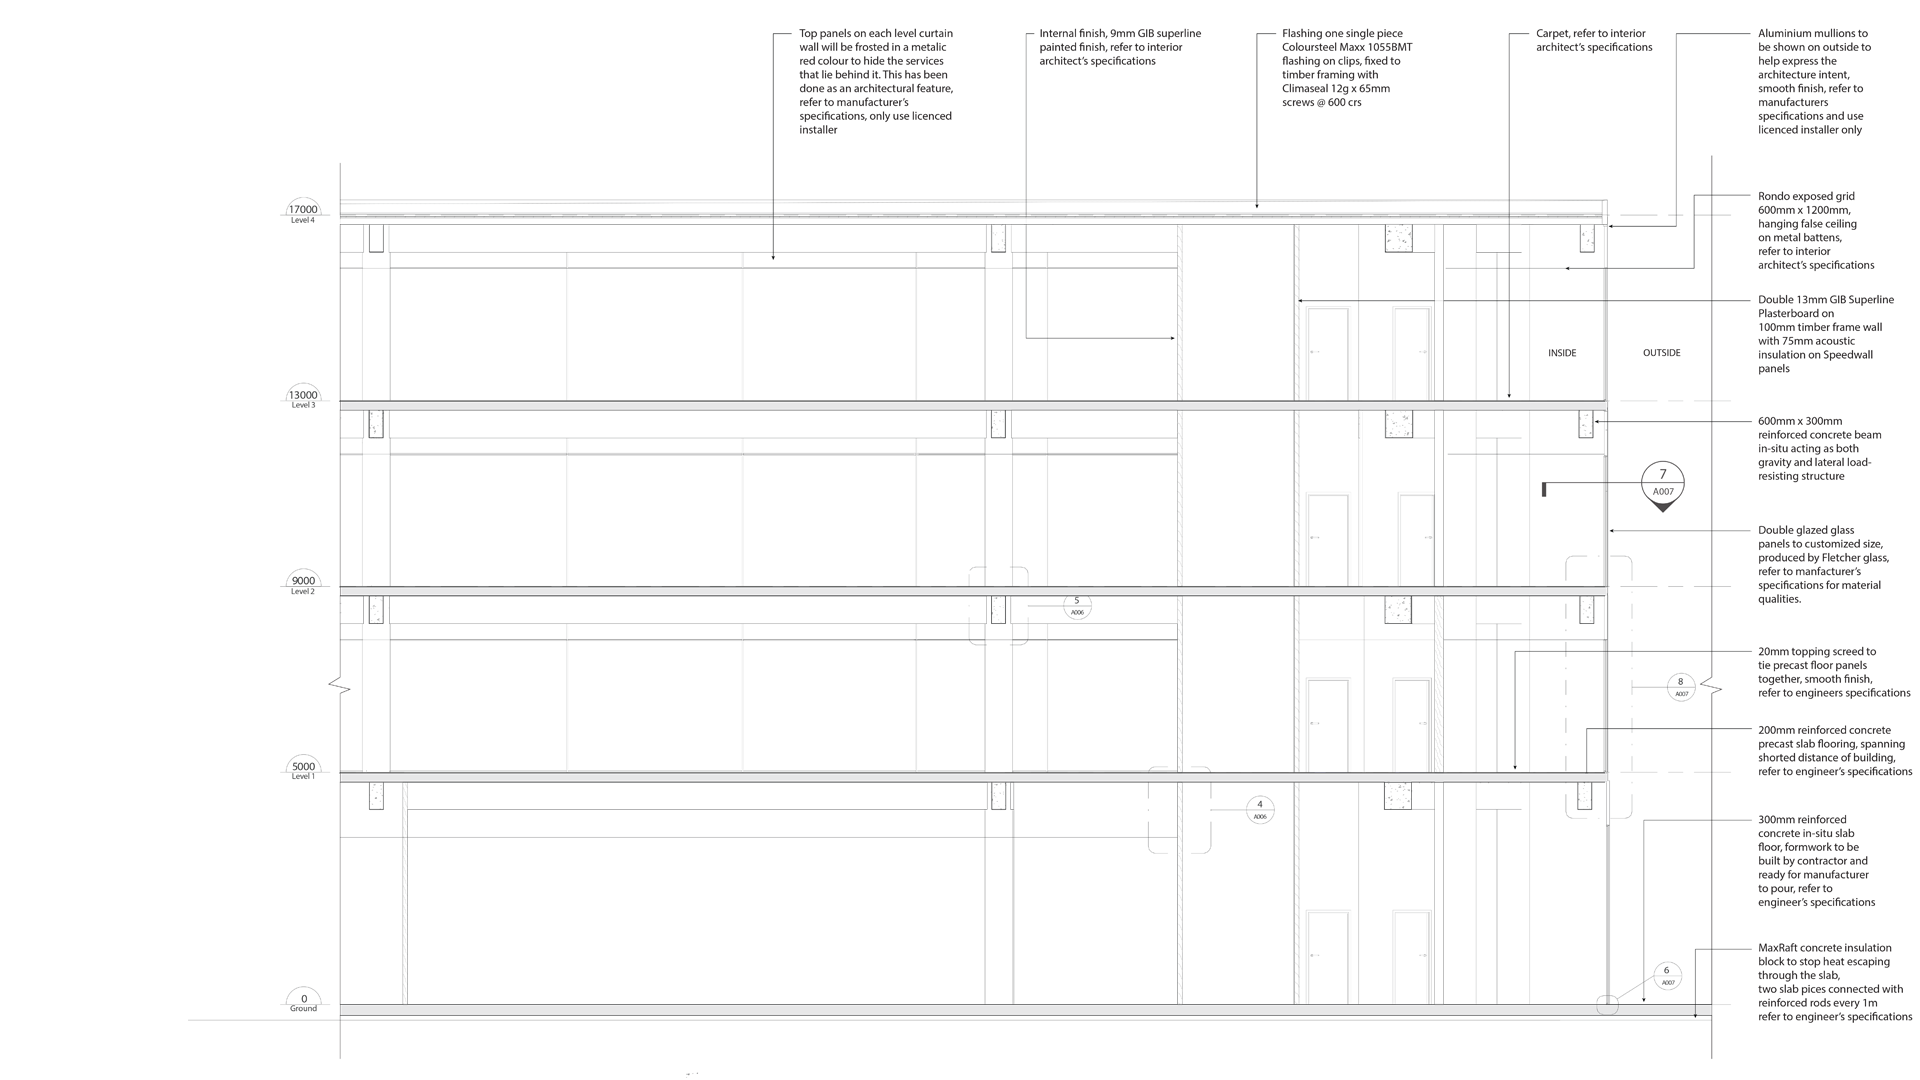 Top panels on each level curtain
wall will be frosted in a metalic
red colour to hide the services
that lie behind it. This has been
done as an architectural feature,
refer to manufacturer's
specifications, only use licenced
installer
Internal finish, 9mm GIB superline
painted finish, refer to interior
architect's specifications
Flashing one single piece
Coloursteel Maxx 1055BMT
flashing on clips, fixed to
timber framing with
Climaseal 12g x 65mm
screws @ 600 crs
Carpet, refer to interior
architect's specifications
Aluminium mullions to
be shown on outside to
help express the
architecture intent,
smooth finish, refer to
manufacturers
specifications and use
licenced installer only
Rondo exposed grid
600mm x 1200mm,
hanging false ceiling
on metal battens,
refer to interior
architect's specifications
Double 13mm GIB Superline
Plasterboard on
100mm timber frame wall
with 75mm acoustic
insulation on Speedwall
panels
600mm x 300mm
reinforced concrete beam
in-situ acting as both
gravity and lateral load-
resisting structure
Double glazed glass
panels to customized size,
produced by Fletcher glass,
refer to manfacturer's
specifications for material
qualities.
20mm topping screed to
tie precast floor panels
together, smooth finish,
refer to engineers specifications
200mm reinforced concrete
precast slab flooring, spanning
shorted distance of building,
refer to engineer's specifications
300mm reinforced
concrete in-situ slab
floor, formwork to be
built by contractor and
ready for manufacturer
to pour, refer to
engineer's specifications
MaxRaft concrete insulation
block to stop heat escaping
through the slab,
two slab pices connected with
reinforced rods every 1m
refer to engineer's specifications
17000
Level 4
13000
Level 3
9000
Level 2
5000
Level 1
0
Ground
INSIDE
OUTSIDE
7
A007
5
A006
8
A007
4
A006
6
A007